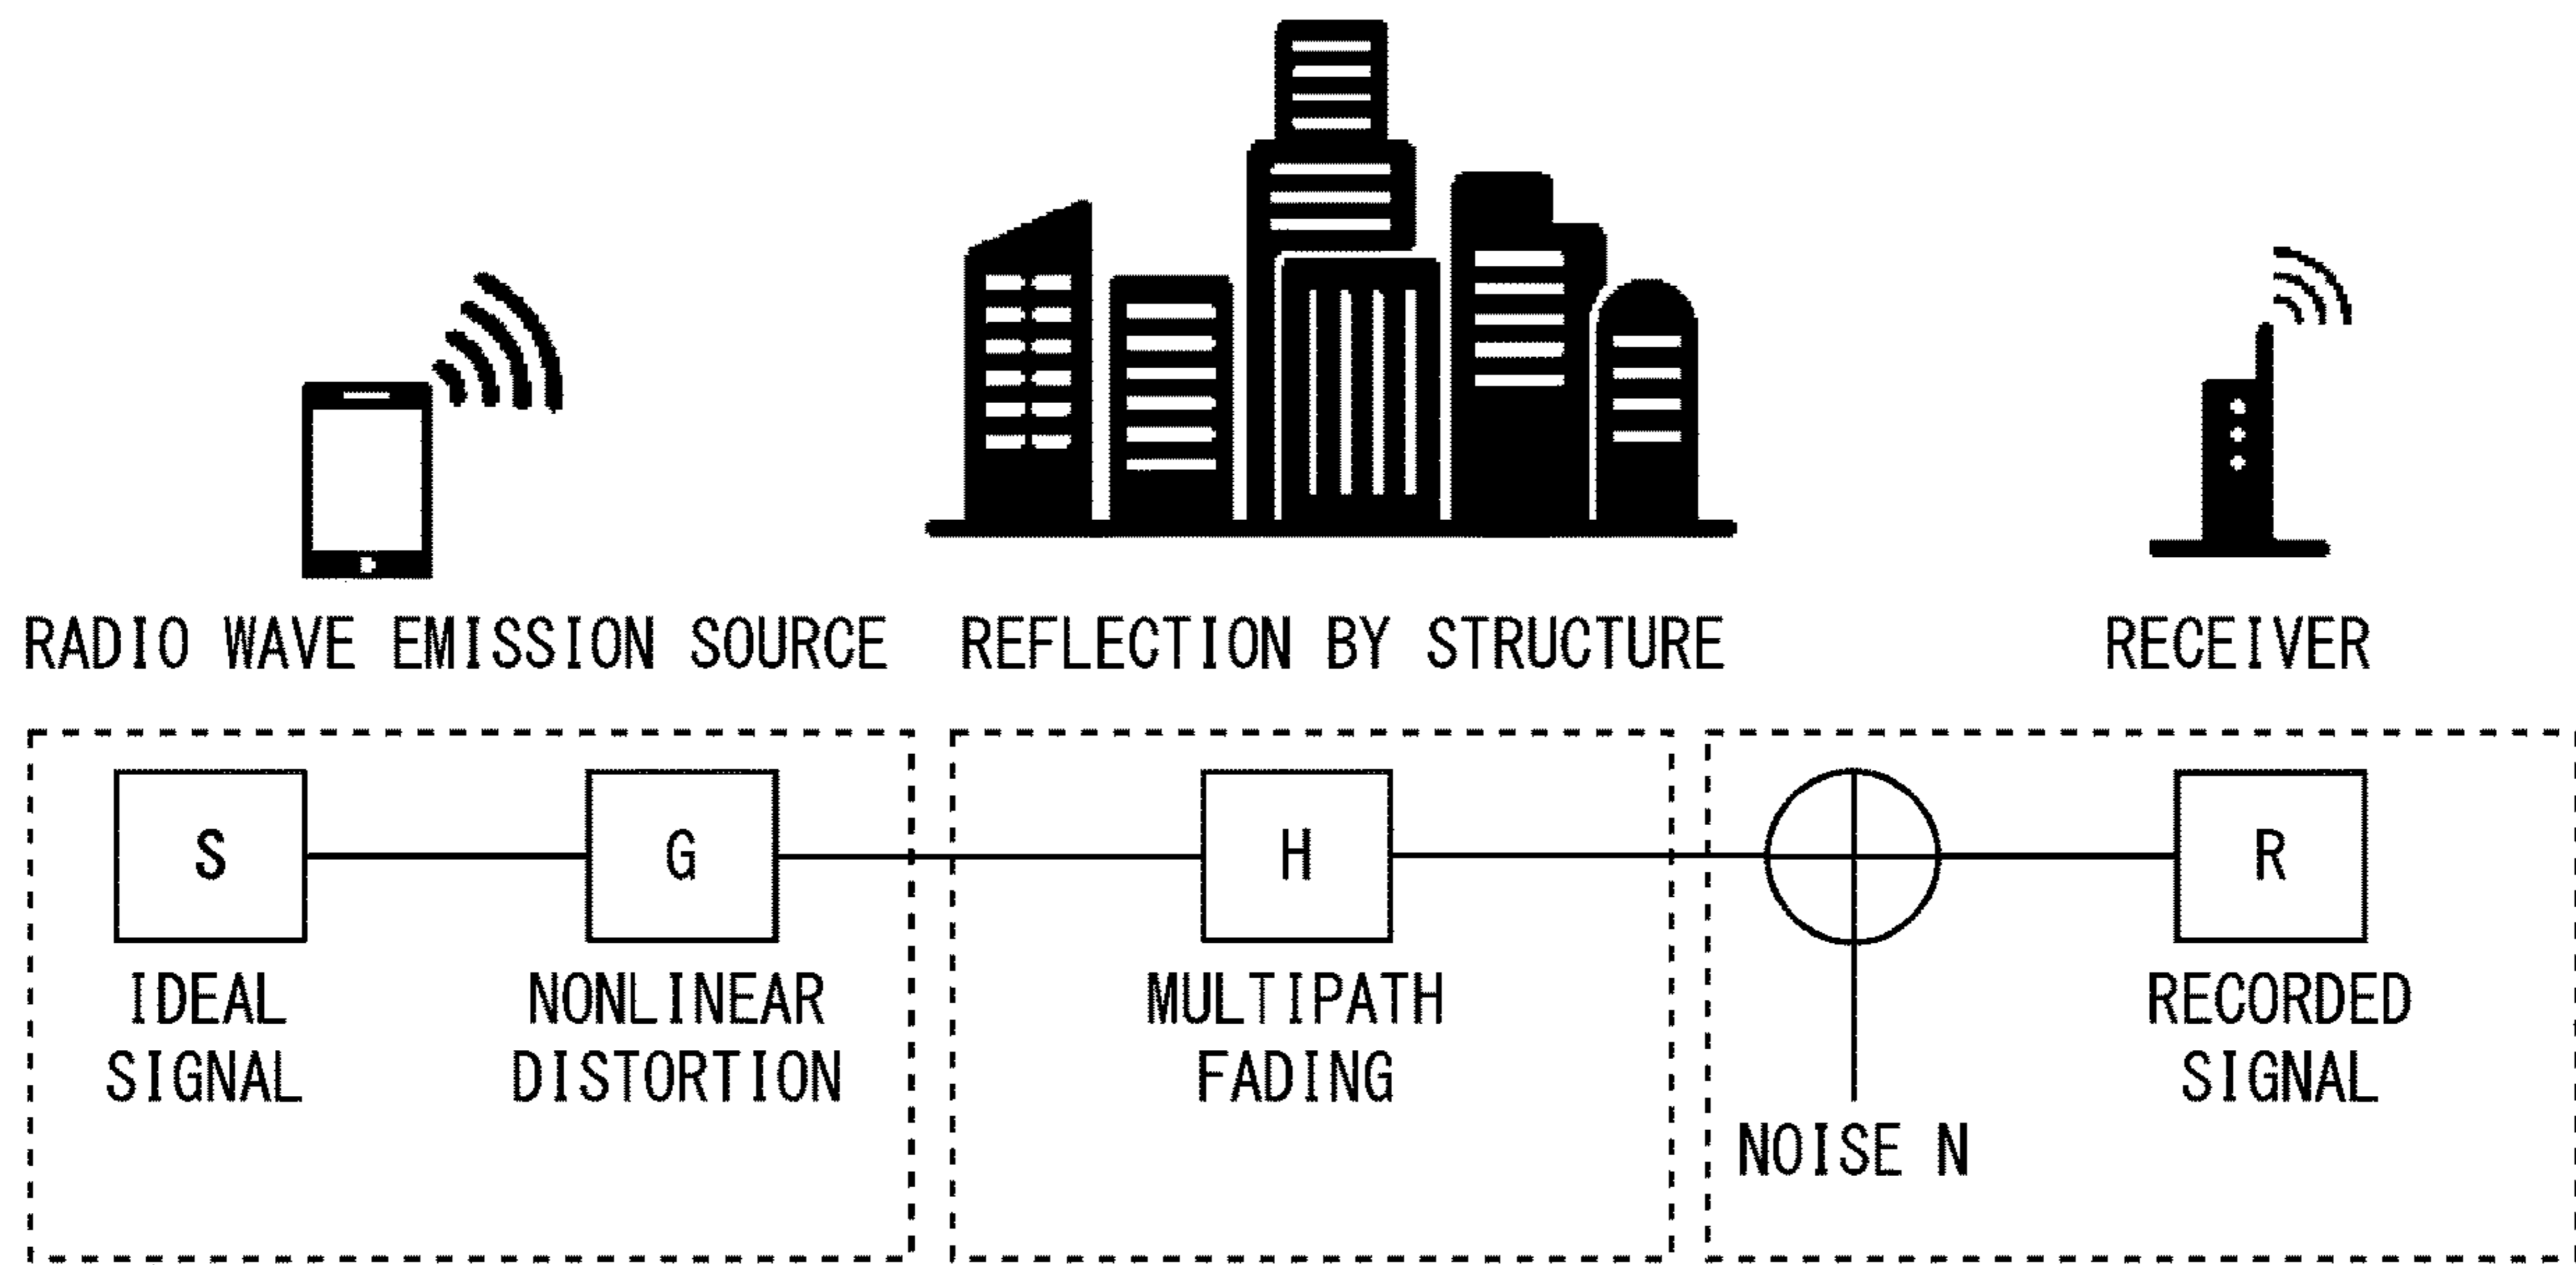 RADIO WAVE EMISSION SOURCE
REFLECTION BY STRUCTURE
RECEIVER
S
G
H
R
IDEAL
SIGNAL
NONLINEAR
DISTORTION
MULTIPATH
FADING
NOISE N
RECORDED
SIGNAL